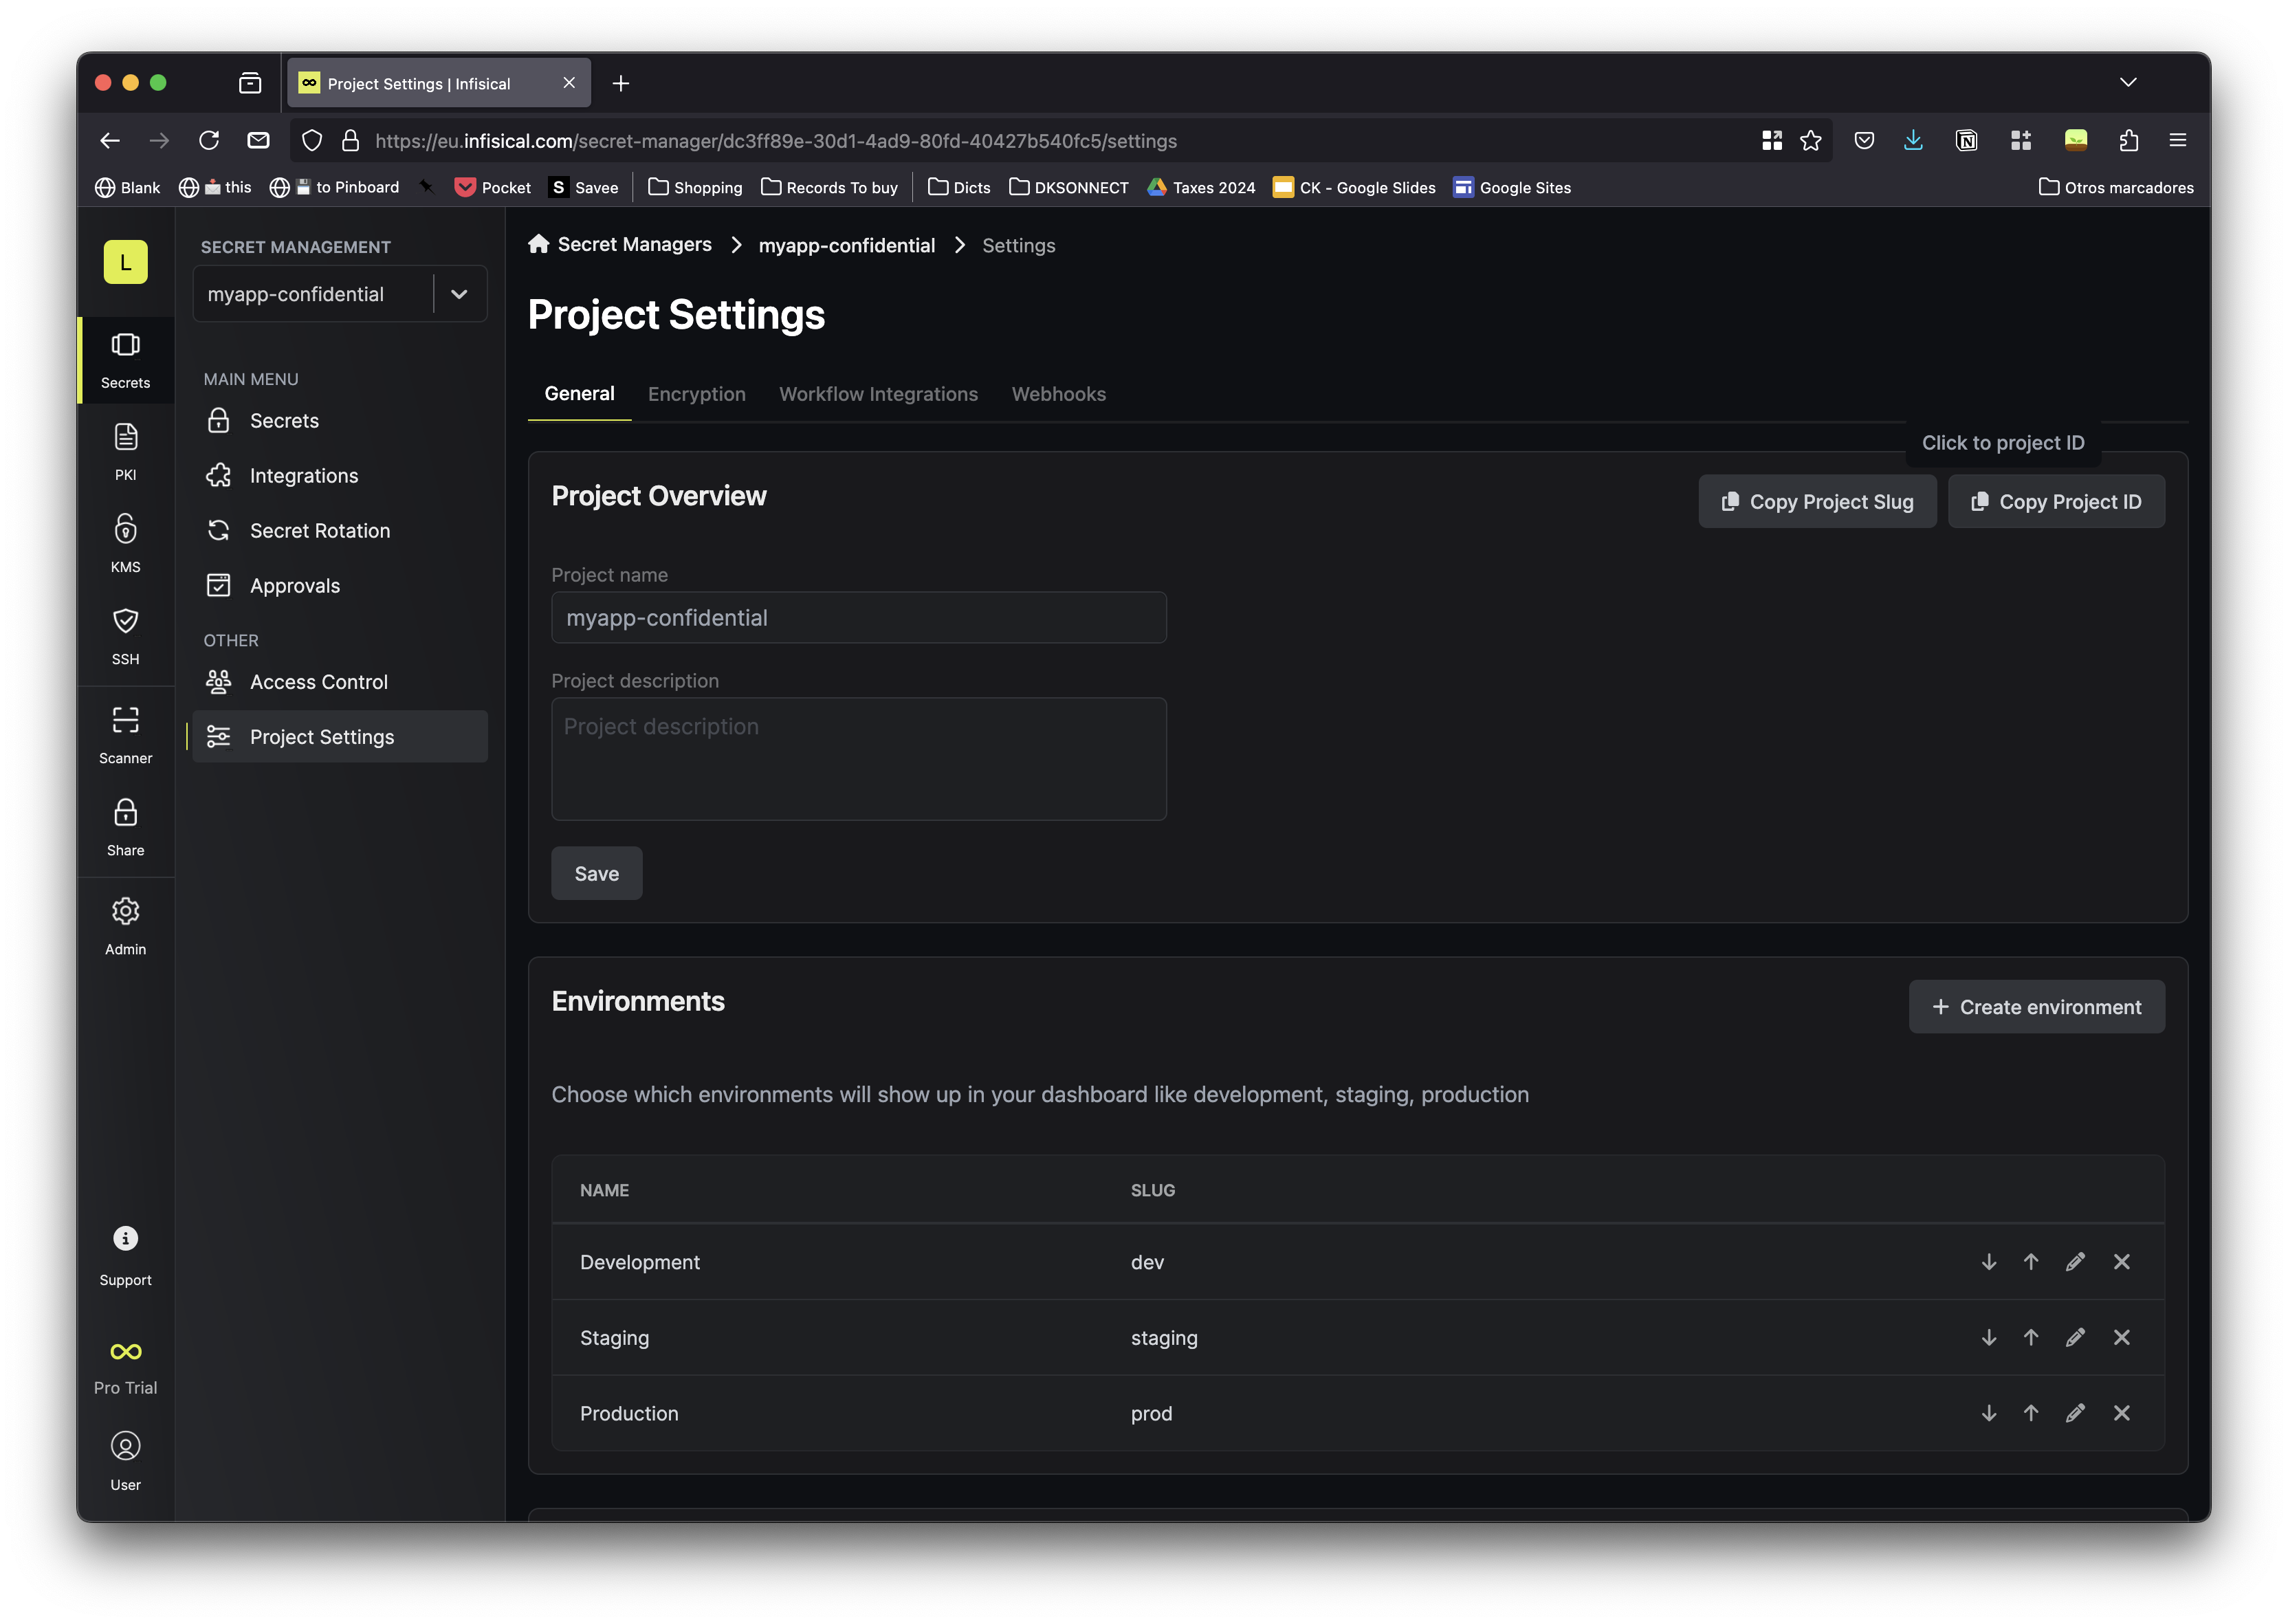 Project Settings | Infisical
https://eu.infisical.com/secret-manager/dc3ff89e-30d1-4ad9-80fd-40427b540fc5/settings
Blank this to Pinboard Pocket S Savee Shopping Records To buy Dicts DKSONNECT Taxes 2024 CK - Google Slides Google Sites Otros marcadores
L
Secrets
PKI
KMS
SSH
Scanner
Share
Admin
Support
Pro Trial
User
SECRET MANAGEMENT
myapp-confidential
MAIN MENU
Secrets
Integrations
Secret Rotation
Approvals
OTHER
Access Control
Project Settings
Secret Managers myapp-confidential Settings
Project Settings
General Encryption Workflow Integrations Webhooks
Click to project ID
Project Overview
Copy Project Slug Copy Project ID
Project name
myapp-confidential
Project description
Project description
Save
Environments
Create environment
Choose which environments will show up in your dashboard like development, staging, production
NAME SLUG
Development dev
Staging staging
Production prod